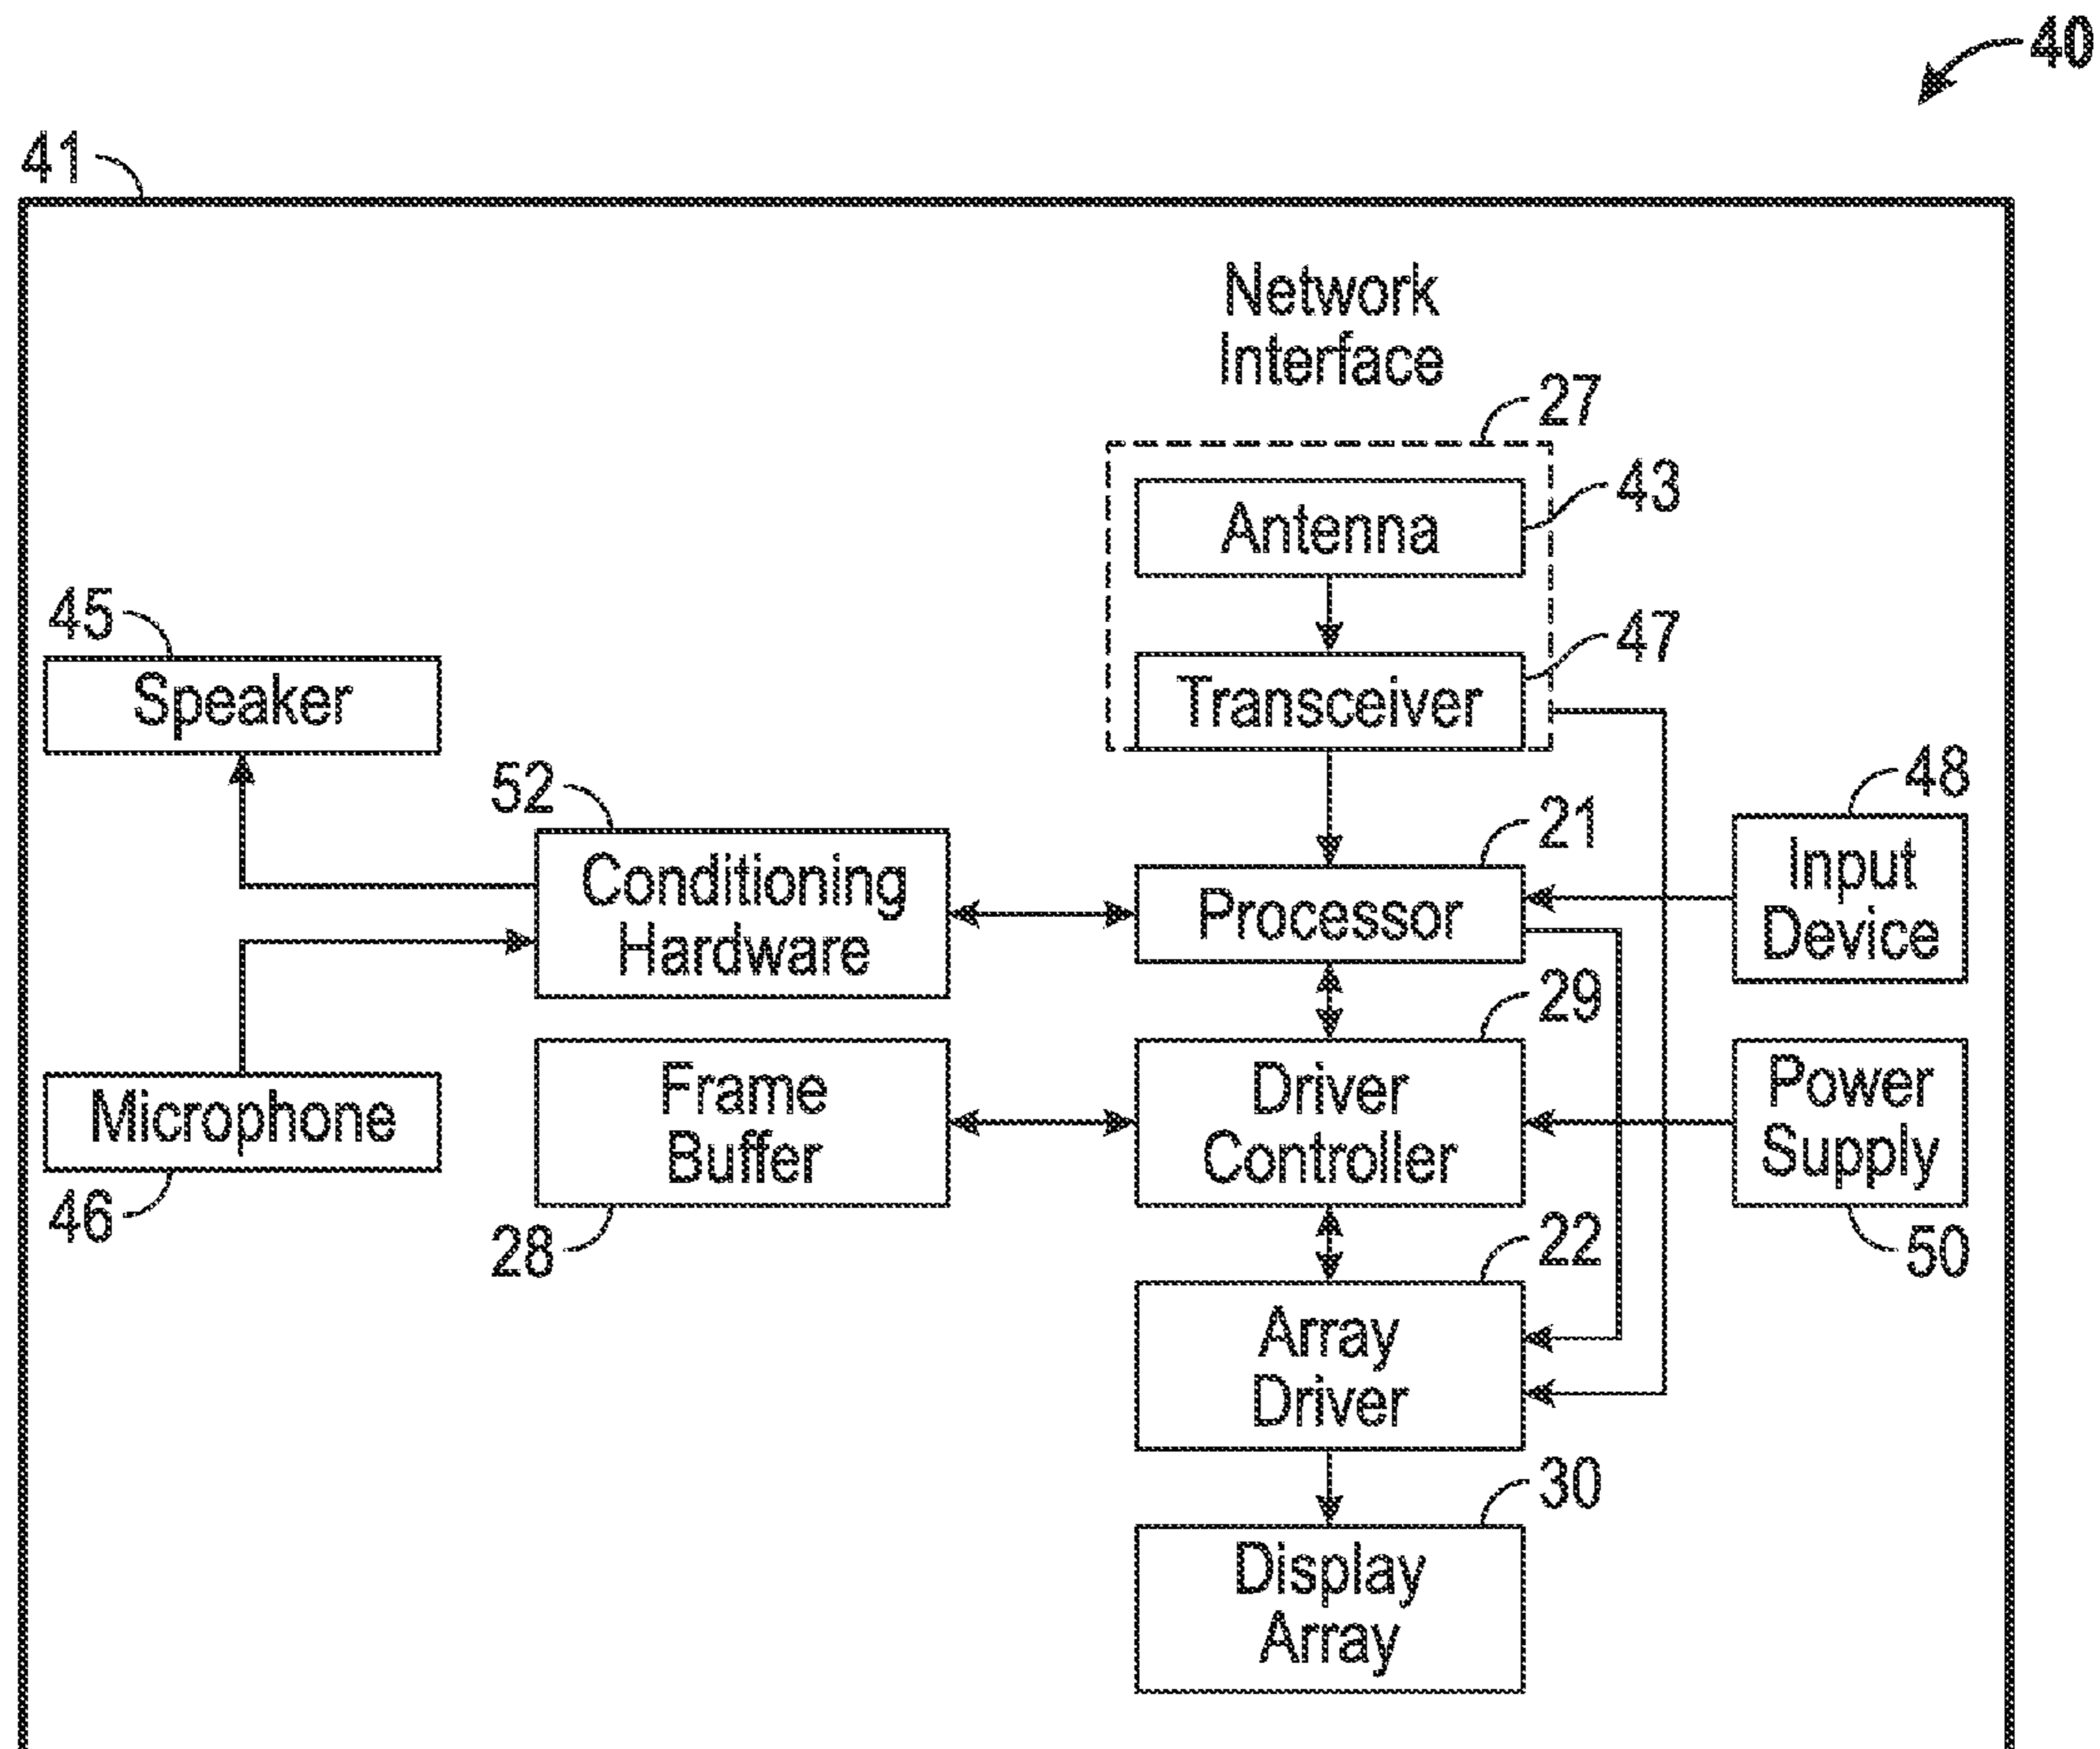 40
41
Network
Interface
27
Antenna
43
45
47
Speaker
Transceiver
52
48
21
Conditioning
Hardware
Processor
Input
Device
29
Microphone
Frame
Buffer
Driver
Controller
Power
Supply
46
28
22
50
Array
Driver
30
Display
Array